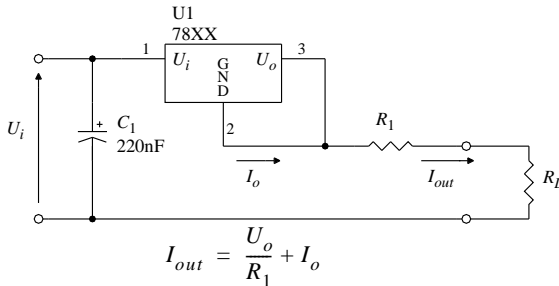 U1
78XX
1
3
U_i
U_o
G
N
D
2
U_i
+
C_1
220nF
R_1
I_o
I_out
R_L
I_out = U_o / R_1 + I_o